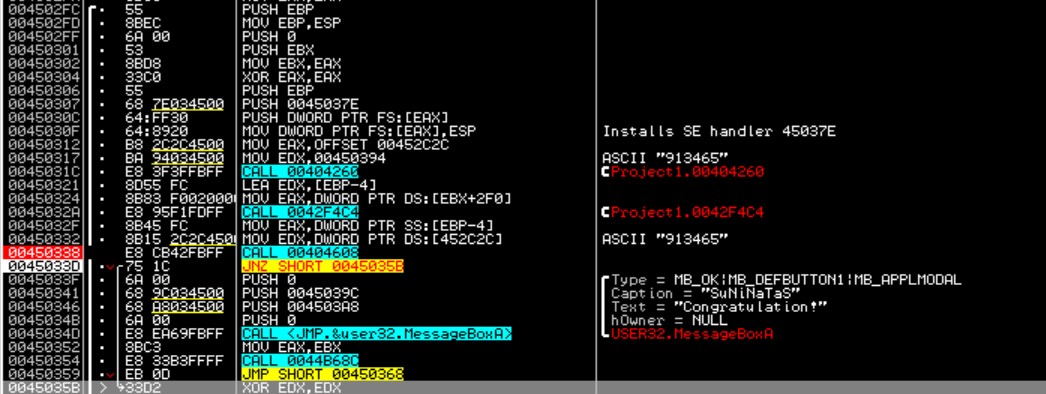 004502FC 55 PUSH EBP
004502FD 8BEC MOV EBP,ESP
004502FF 6A 00 PUSH 0
00450301 53 PUSH EBX
00450302 8BD8 MOV EBX,EAX
00450304 33C0 XOR EAX,EAX
00450306 55 PUSH EBP
00450307 68 7E034500 PUSH 0045037E
0045030C 64:FF30 PUSH DWORD PTR FS:[EAX]
0045030F 64:8920 MOV DWORD PTR FS:[EAX],ESP Installs SE handler 45037E
00450312 B8 2C2C4500 MOV EAX,OFFSET 00452C2C
00450317 BA 94034500 MOV EDX,00450394 ASCII "913465"
0045031C E8 3F3FFBFF CALL 00404260 Project1.00404260
00450321 8D55 FC LEA EDX,[EBP-4]
00450324 8B83 F0020000 MOV EAX,DWORD PTR DS:[EBX+2F0]
0045032A E8 95F1FDFF CALL 0042F4C4 Project1.0042F4C4
0045032F 8B45 FC MOV EAX,DWORD PTR SS:[EBP-4]
00450332 8B15 2C2C450 MOV EDX,DWORD PTR DS:[452C2C] ASCII "913465"
00450338 E8 CB42FBFF CALL 00404608
0045033D 75 1C JNZ SHORT 0045035B
0045033F 6A 00 PUSH 0 Type = MB_OK|MB_DEFBUTTON1|MB_APPLMODAL
00450341 68 9C034500 PUSH 0045039C Caption = "SuNiNaTaS"
00450346 68 A8034500 PUSH 004503A8 Text = "Congratulation!"
0045034B 6A 00 PUSH 0 hOwner = NULL
0045034D E8 EA69FBFF CALL <JMP.&user32.MessageBoxA> USER32.MessageBoxA
00450352 8BC3 MOV EAX,EBX
00450354 E8 33B3FFFF CALL 0044B68C
00450359 EB 0D JMP SHORT 00450368
0045035B > 33D2 XOR EDX,EDX